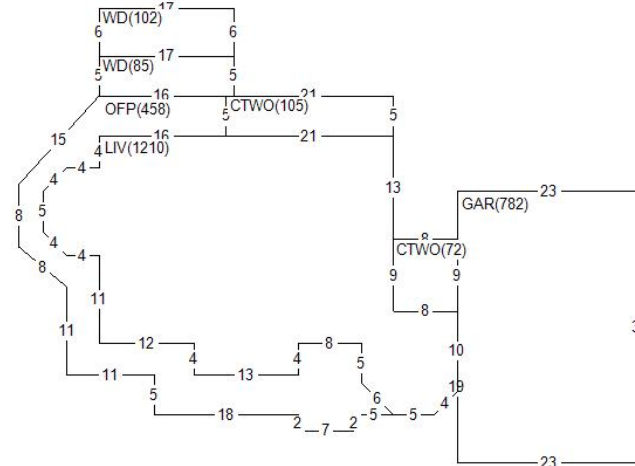 17
WD(102)
6 6
17
WD(85)
5 5
16 21
OFP(458) CTWO(105)
5 5
15 16 21
4 LIV(1210)
4 4
13
23
GAR(782)
8 5
4 4
8
CTWO(72)
8 9 9
11
8
11 12 8 10
4 4 5
11 13 19
5 6 4
18 2 2 5 5
7
23